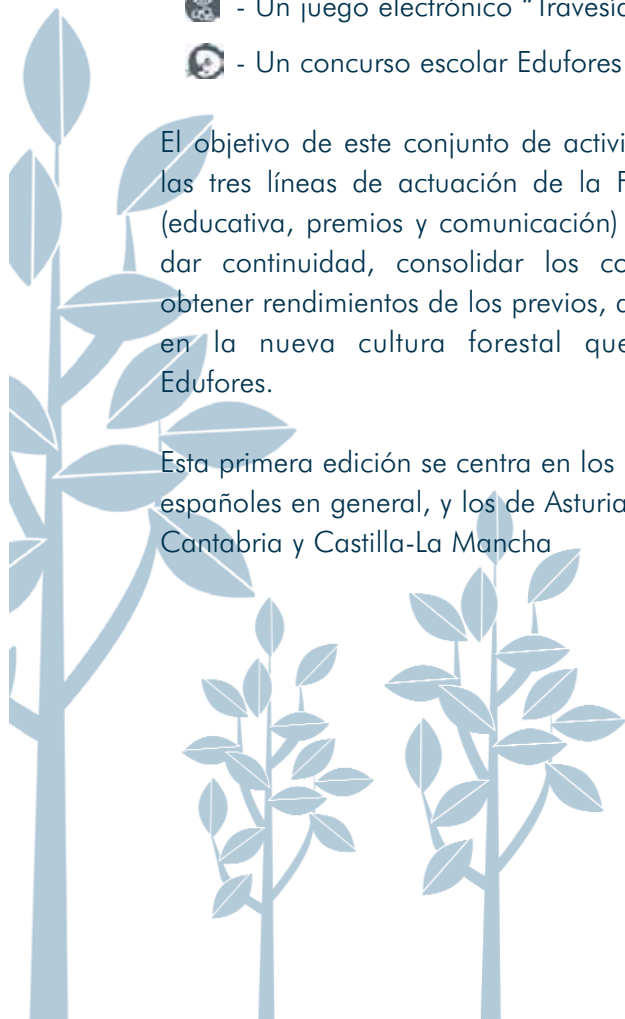 - Un juego electrónico “Travesía
- Un concurso escolar Edufores
El objetivo de este conjunto de activi
las tres líneas de actuación de la F
(educativa, premios y comunicación)
dar continuidad, consolidar los co
obtener rendimientos de los previos,
en la nueva cultura forestal que
Edufores.
Esta primera edición se centra en los
españoles en general, y los de Asturia
Cantabria y Castilla-La Mancha